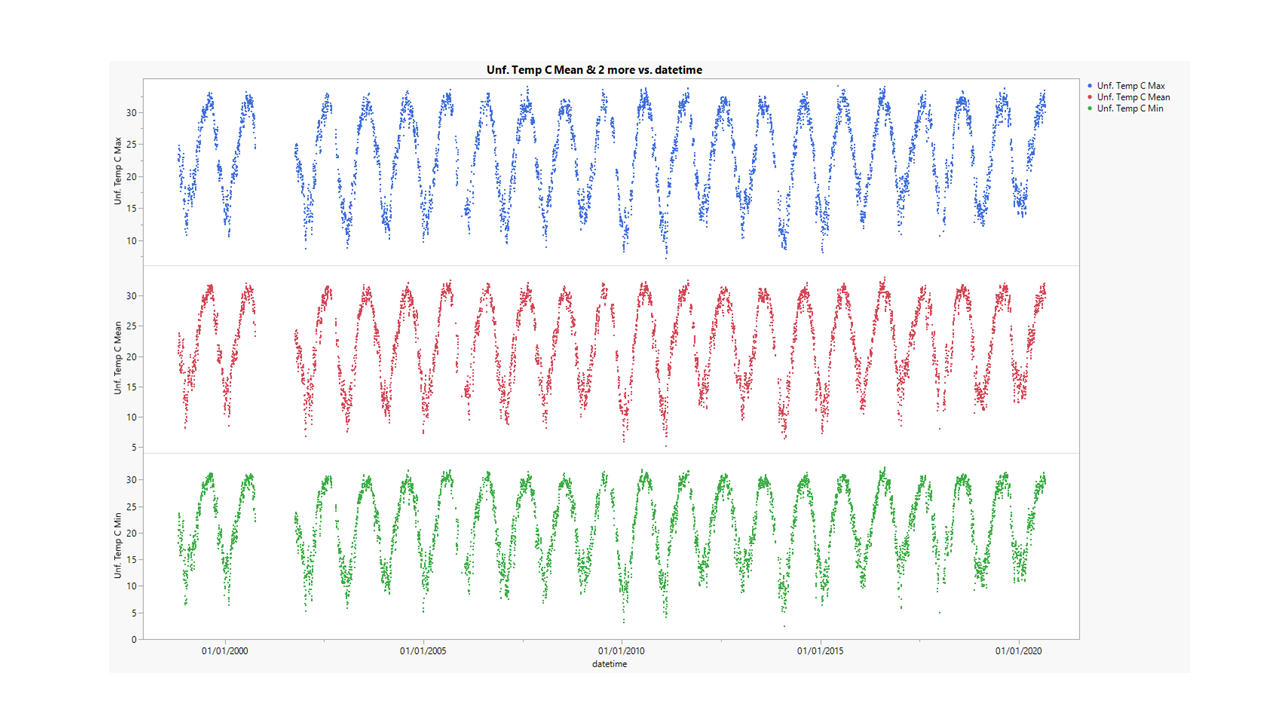 Unf. Temp C Mean & 2 more vs. datetime
Unf. Temp C Max
Unf. Temp C Mean
Unf. Temp C Min
Unf. Temp C Max
30
25
20
15
10
Unf. Temp C Mean
30
25
20
15
10
5
Unf. Temp C Min
30
25
20
15
10
5
0
01/01/2000
01/01/2005
01/01/2010
01/01/2015
01/01/2020
datetime